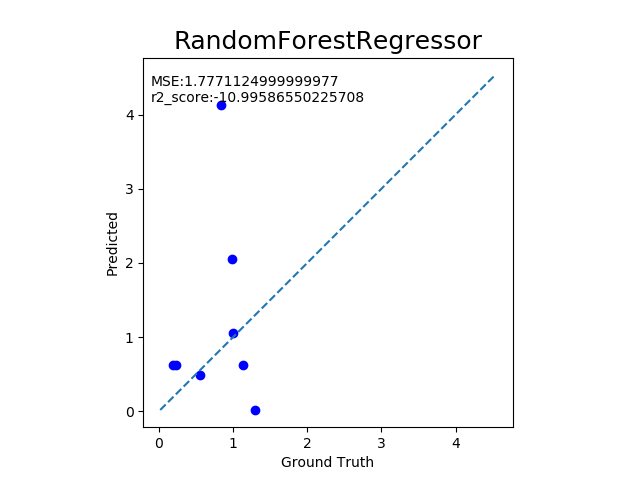 RandomForestRegressor
MSE:1.7771124999999977
r2_score:-10.99586550225708
4
3
2
1
0
Predicted
0 1 2 3 4
Ground Truth